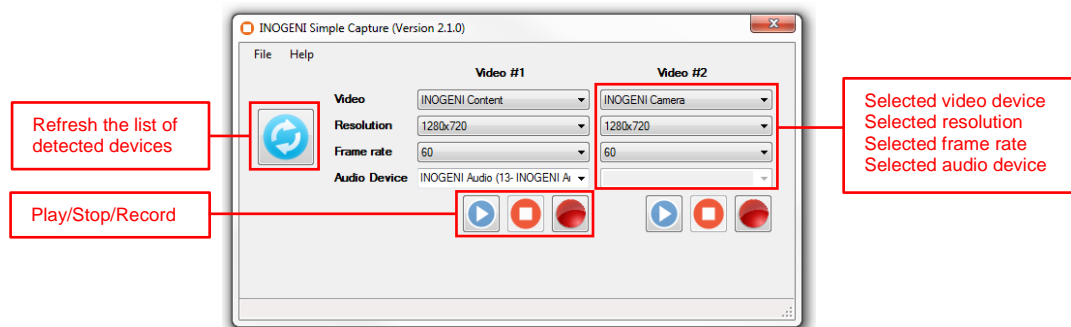 INOGENI Simple Capture (Version 2.1.0)
File Help
Video #1 Video #2
Video INOGENI Content INOGENI Camera
Resolution 1280x720 1280x720
Frame rate 60 60
Audio Device INOGENI Audio (13- INOGENI Au
Refresh the list of
detected devices
Play/Stop/Record
Selected video device
Selected resolution
Selected frame rate
Selected audio device